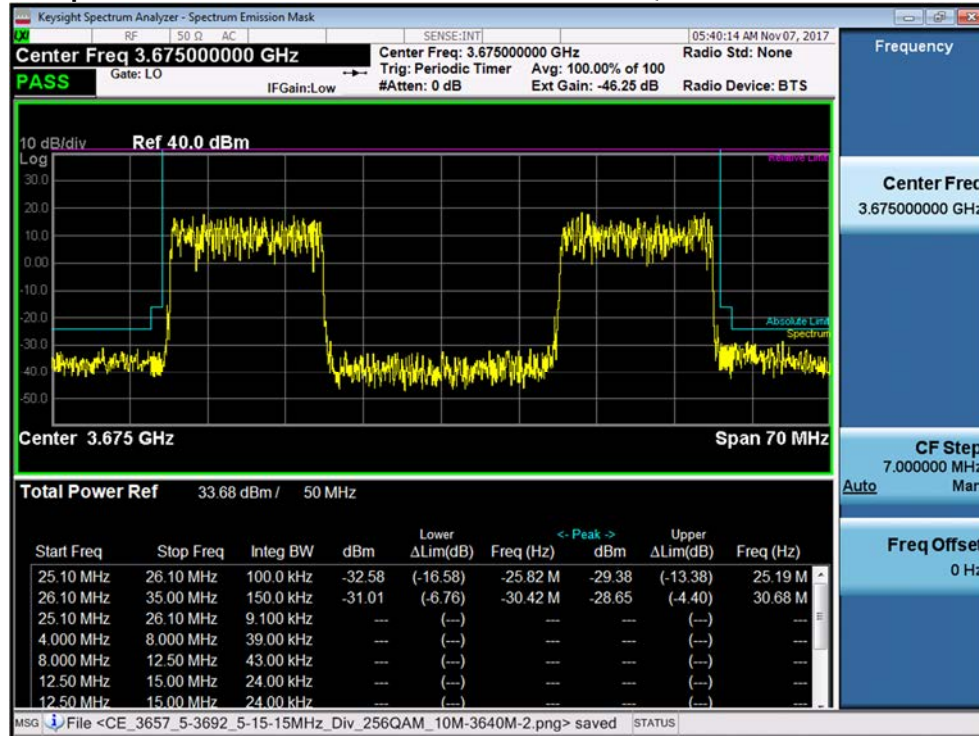 Keysight Spectrum Analyzer - Spectrum Emission Mask
LXI RF 50 Ω AC SENSE:INT 05:40:14 AM Nov 07, 2017
Center Freq 3.675000000 GHz Center Freq: 3.675000000 GHz Radio Std: None
PASS Gate: LO Trig: Periodic Timer Avg: 100.00% of 100
IFGain:Low #Atten: 0 dB Ext Gain: -46.25 dB Radio Device: BTS
10 dB/div Ref 40.0 dBm
Log
Relative Limit
30.0
20.0
10.0
0.00
-10.0
-20.0
Absolute Limit
Spectrum
-30.0
-40.0
-50.0
Center 3.675 GHz Span 70 MHz
Total Power Ref 33.68 dBm / 50 MHz
Lower <- Peak -> Upper
Start Freq Stop Freq Integ BW dBm ΔLim(dB) Freq (Hz) dBm ΔLim(dB) Freq (Hz)
25.10 MHz 26.10 MHz 100.0 kHz -32.58 (-16.58) -25.82 M -29.38 (-13.38) 25.19 M
26.10 MHz 35.00 MHz 150.0 kHz -31.01 (-6.76) -30.42 M -28.65 (-4.40) 30.68 M
25.10 MHz 26.10 MHz 9.100 kHz --- (---) --- --- (---) ---
4.000 MHz 8.000 MHz 39.00 kHz --- (---) --- --- (---) ---
8.000 MHz 12.50 MHz 43.00 kHz --- (---) --- --- (---) ---
12.50 MHz 15.00 MHz 24.00 kHz --- (---) --- --- (---) ---
12.50 MHz 15.00 MHz 24.00 kHz --- (---) --- --- (---) ---
MSG File <CE_3657_5-3692_5-15-15MHz_Div_256QAM_10M-3640M-2.png> saved STATUS
Frequency
Center Freq
3.675000000 GHz
CF Step
7.000000 MHz
Auto Man
Freq Offset
0 Hz